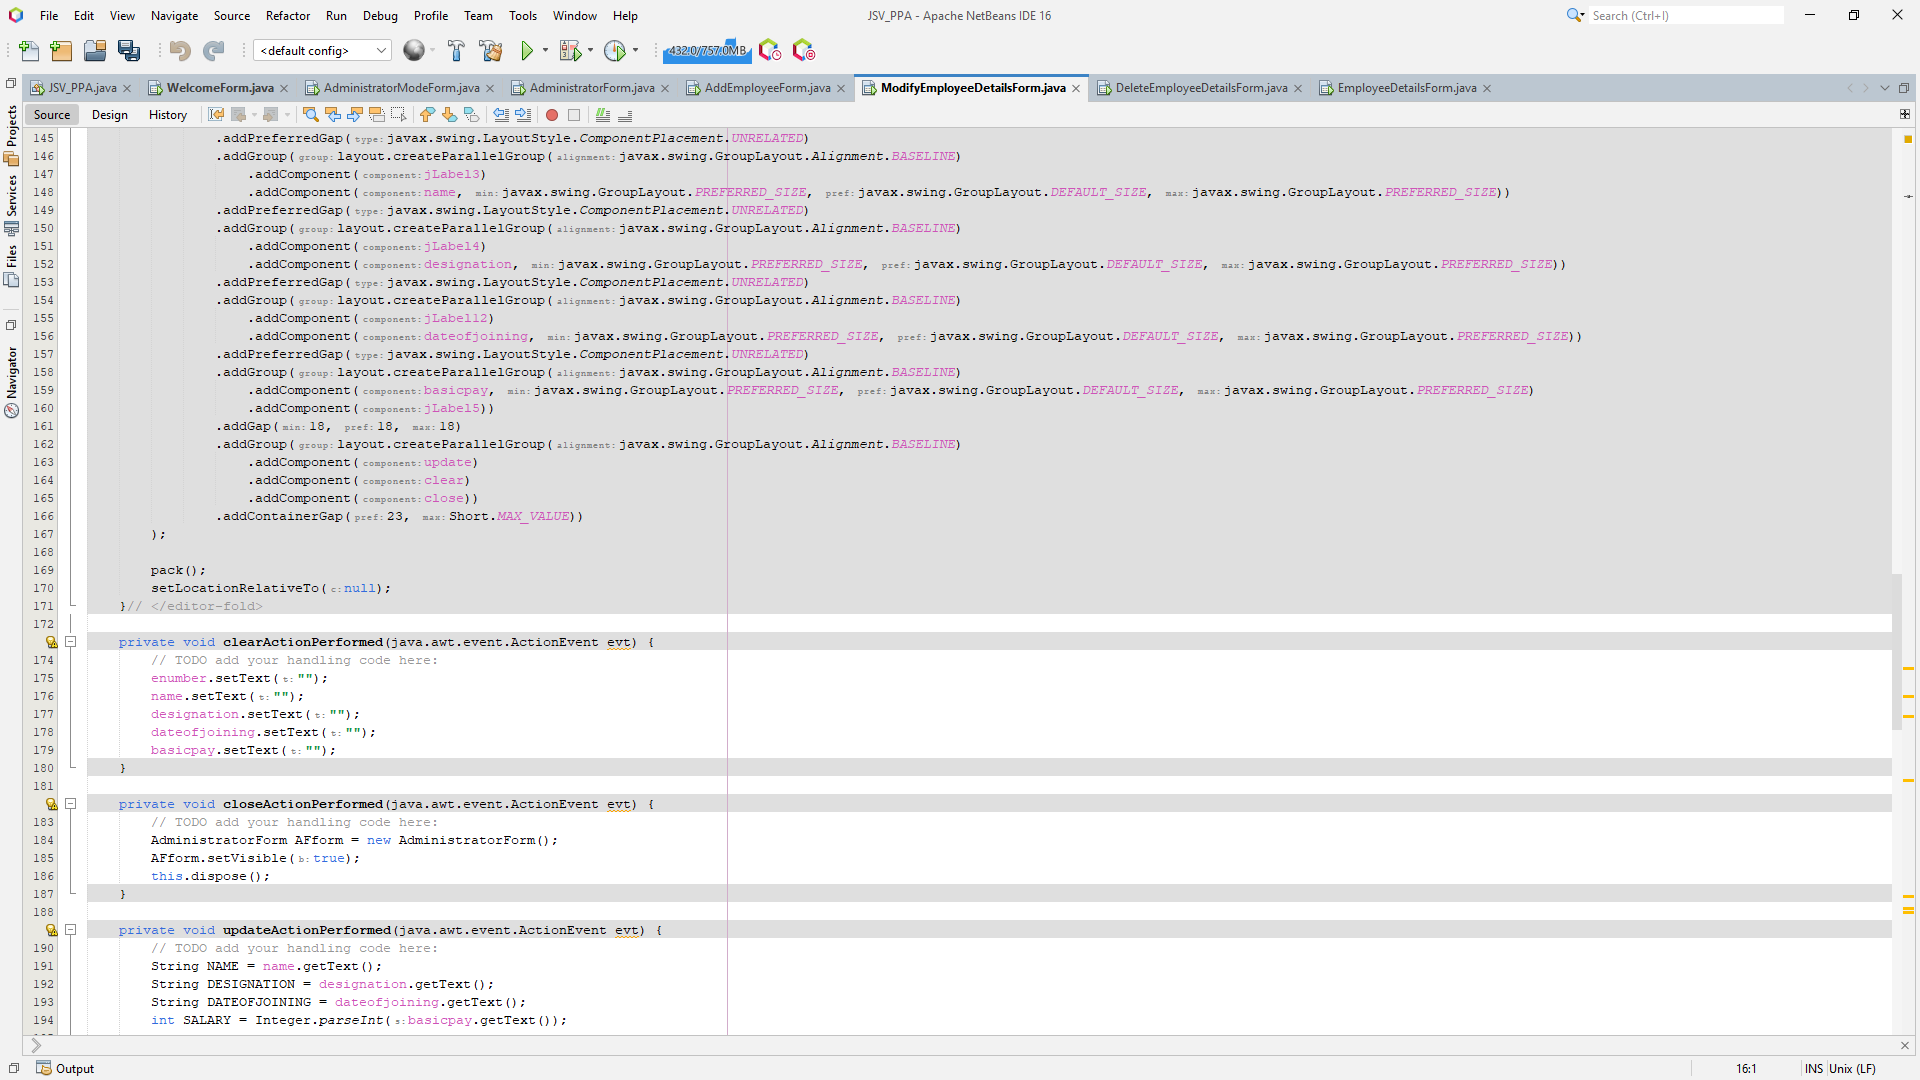 File Edit View Navigate Source Refactor Run Debug Profile Team Tools Window Help
JSV_PPA - Apache NetBeans IDE 16
Search (Ctrl+I)
<default config>
432.0/757.0MB
JSV_PPA.java WelcomeForm.java AdministratorModeForm.java AdministratorForm.java AddEmployeeForm.java ModifyEmployeeDetailsForm.java DeleteEmployeeDetailsForm.java EmployeeDetailsForm.java
Source Design History
Projects
Services
Files
Navigator
145 .addPreferredGap(type: javax.swing.LayoutStyle.ComponentPlacement.UNRELATED)
146 .addGroup(group: layout.createParallelGroup(alignment: javax.swing.GroupLayout.Alignment.BASELINE)
147 .addComponent(component: jLabel3)
148 .addComponent(component: name, min: javax.swing.GroupLayout.PREFERRED_SIZE, pref: javax.swing.GroupLayout.DEFAULT_SIZE, max: javax.swing.GroupLayout.PREFERRED_SIZE))
149 .addPreferredGap(type: javax.swing.LayoutStyle.ComponentPlacement.UNRELATED)
150 .addGroup(group: layout.createParallelGroup(alignment: javax.swing.GroupLayout.Alignment.BASELINE)
151 .addComponent(component: jLabel4)
152 .addComponent(component: designation, min: javax.swing.GroupLayout.PREFERRED_SIZE, pref: javax.swing.GroupLayout.DEFAULT_SIZE, max: javax.swing.GroupLayout.PREFERRED_SIZE))
153 .addPreferredGap(type: javax.swing.LayoutStyle.ComponentPlacement.UNRELATED)
154 .addGroup(group: layout.createParallelGroup(alignment: javax.swing.GroupLayout.Alignment.BASELINE)
155 .addComponent(component: jLabel12)
156 .addComponent(component: dateofjoining, min: javax.swing.GroupLayout.PREFERRED_SIZE, pref: javax.swing.GroupLayout.DEFAULT_SIZE, max: javax.swing.GroupLayout.PREFERRED_SIZE))
157 .addPreferredGap(type: javax.swing.LayoutStyle.ComponentPlacement.UNRELATED)
158 .addGroup(group: layout.createParallelGroup(alignment: javax.swing.GroupLayout.Alignment.BASELINE)
159 .addComponent(component: basicpay, min: javax.swing.GroupLayout.PREFERRED_SIZE, pref: javax.swing.GroupLayout.DEFAULT_SIZE, max: javax.swing.GroupLayout.PREFERRED_SIZE)
160 .addComponent(component: jLabel5))
161 .addGap(min: 18, pref: 18, max: 18)
162 .addGroup(group: layout.createParallelGroup(alignment: javax.swing.GroupLayout.Alignment.BASELINE)
163 .addComponent(component: update)
164 .addComponent(component: clear)
165 .addComponent(component: close))
166 .addContainerGap(pref: 23, max: Short.MAX_VALUE))
167 );
168
169 pack();
170 setLocationRelativeTo(c: null);
171 }// </editor-fold>
172
private void clearActionPerformed(java.awt.event.ActionEvent evt) {
174 // TODO add your handling code here:
175 enumber.setText(t: "");
176 name.setText(t: "");
177 designation.setText(t: "");
178 dateofjoining.setText(t: "");
179 basicpay.setText(t: "");
180 }
181
private void closeActionPerformed(java.awt.event.ActionEvent evt) {
183 // TODO add your handling code here:
184 AdministratorForm AFform = new AdministratorForm();
185 AFform.setVisible(b: true);
186 this.dispose();
187 }
188
private void updateActionPerformed(java.awt.event.ActionEvent evt) {
190 // TODO add your handling code here:
191 String NAME = name.getText();
192 String DESIGNATION = designation.getText();
193 String DATEOFJOINING = dateofjoining.getText();
194 int SALARY = Integer.parseInt(s: basicpay.getText());
Output
16:1 INS Unix (LF)